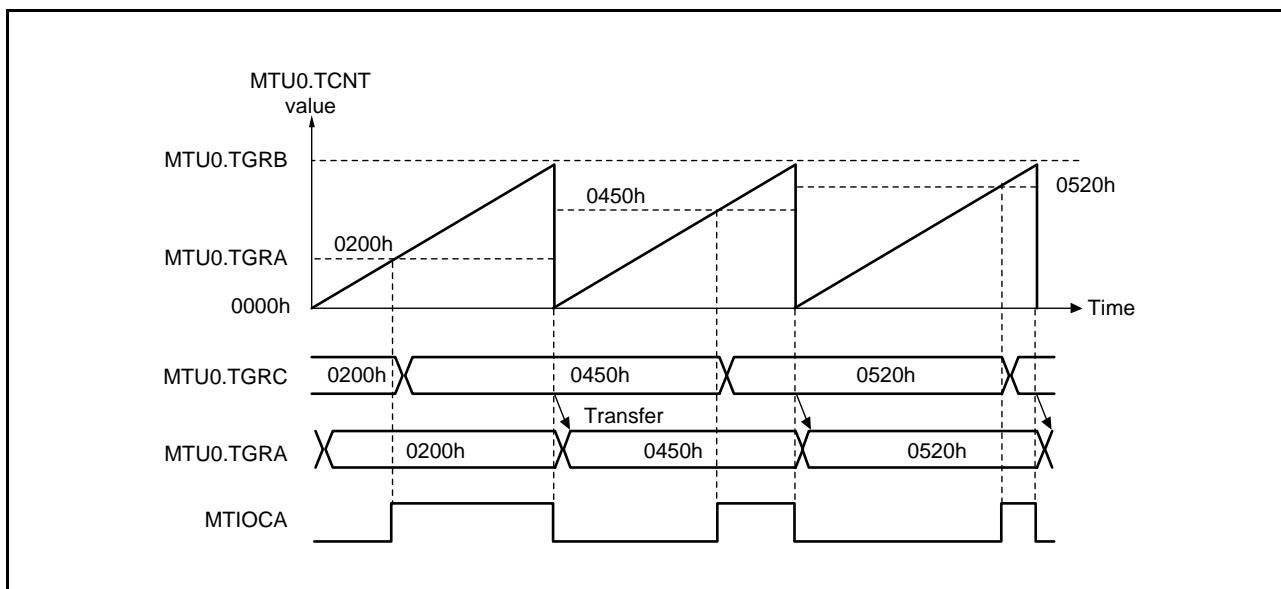 MTU0.TCNT
value
MTU0.TGRB
0520h
0450h
0200h
MTU0.TGRA
0000h
Time
MTU0.TGRC
0200h
0450h
0520h
Transfer
MTU0.TGRA
0200h
0450h
0520h
MTIOCA